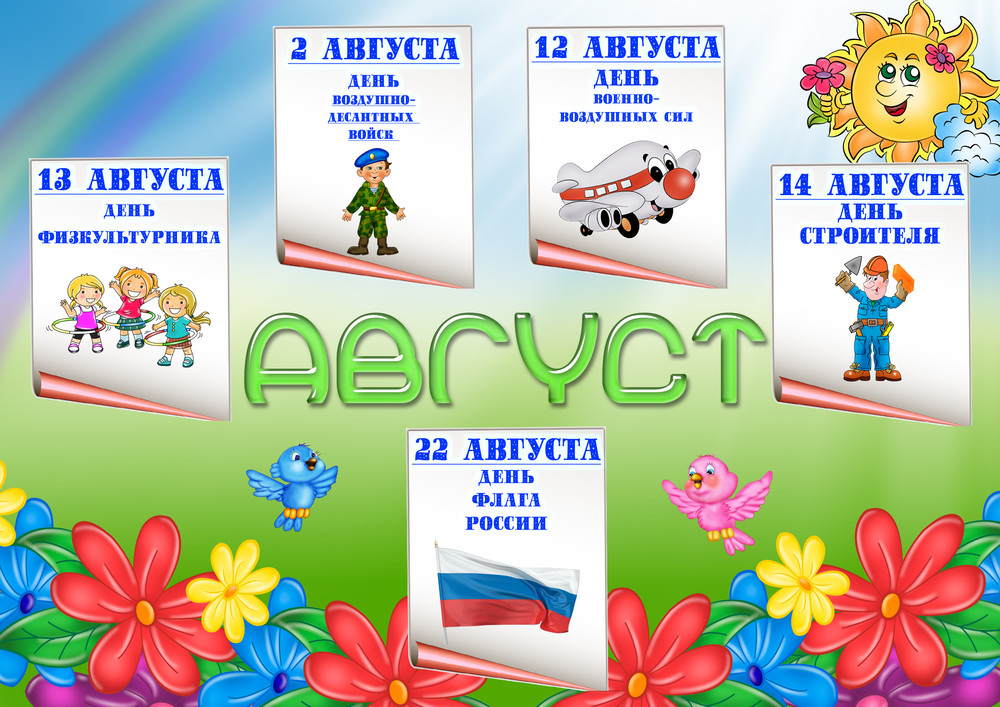 2 АВГУСТА
ДЕНЬ
ВОЗДУШНО-
ДЕСАНТНЫХ
ВОЙСК
12 АВГУСТА
ДЕНЬ
ВОЕННО-
ВОЗДУШНЫХ СИЛ
13 АВГУСТА
ДЕНЬ
ФИЗКУЛЬТУРНИКА
14 АВГУСТА
ДЕНЬ
СТРОИТЕЛЯ
АВГУСТ
22 АВГУСТА
ДЕНЬ
ФЛАГА
РОССИИ